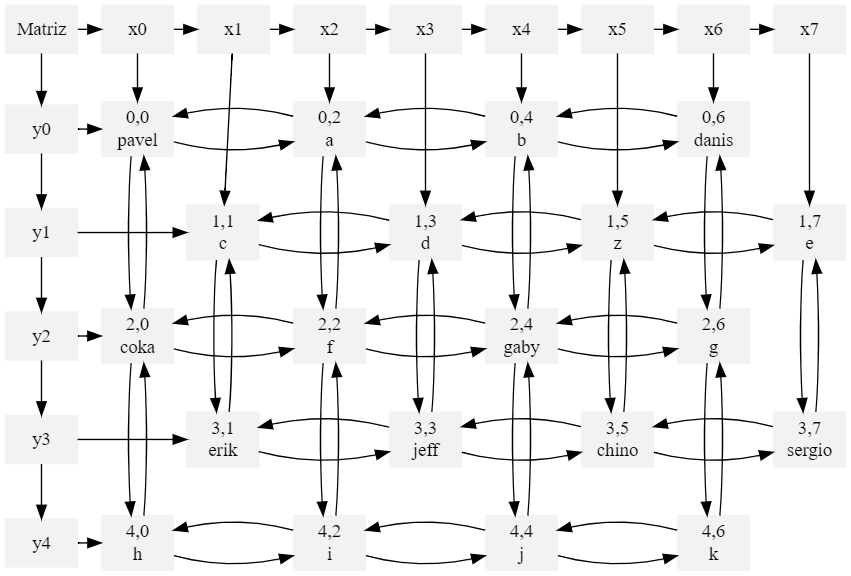 Matriz x0 x1 x2 x3 x4 x5 x6 x7
y0 0,0 0,2 0,4 0,6
pavel a b danis
y1 1,1 1,3 1,5 1,7
c d z e
y2 2,0 2,2 2,4 2,6
coka f gaby g
y3 3,1 3,3 3,5 3,7
erik jeff chino sergio
y4 4,0 4,2 4,4 4,6
h i j k